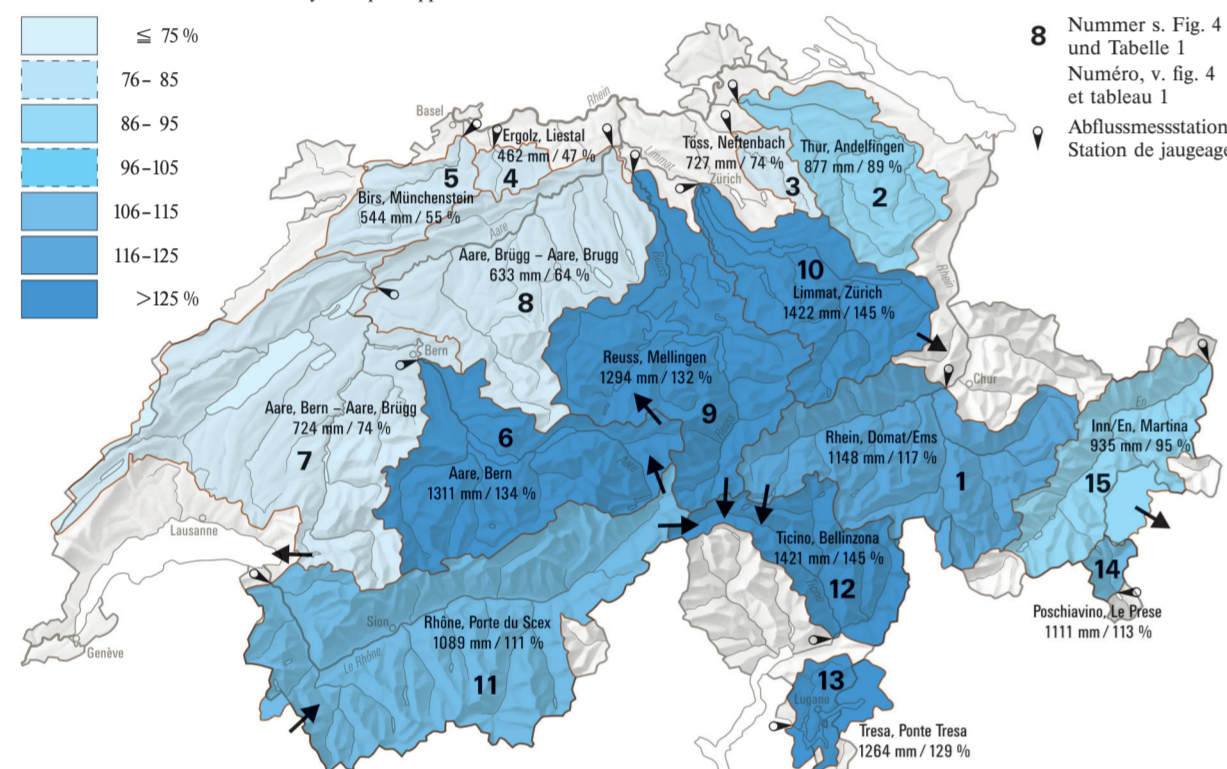 ≦ 75 %
76–85
86–95
96–105
106–115
116–125
>125 %
8 Nummer s. Fig. 4
und Tabelle 1
Numéro, v. fig. 4
et tableau 1
Abflussmessstation
Station de jaugeage
Basel
Rhein
Ergolz, Liestal
462 mm / 47 %
4
5
Birs, Münchenstein
544 mm / 55 %
Limmat
Zürich
Töss, Neftenbach
727 mm / 74 %
3
Thur, Andelfingen
877 mm / 89 %
2
Rhein
Aare
Aare, Brügg – Aare, Brugg
633 mm / 64 %
8
Reuss
10
Limmat, Zürich
1422 mm / 145 %
Bern
Reuss, Mellingen
1294 mm / 132 %
9
Reuss
Chur
Aare, Bern – Aare, Brügg
724 mm / 74 %
7
6
Aare, Bern
1311 mm / 134 %
Aare
Rhein, Domat/Ems
1148 mm / 117 %
1
En
Inn/En, Martina
935 mm / 95 %
15
Lausanne
Ticino, Bellinzona
1421 mm / 145 %
12
14
Poschiavino, Le Prese
1111 mm / 113 %
Genève
Sion
Le Rhône
Rhône, Porte du Scex
1089 mm / 111 %
11
13
Lugano
Tresa, Ponte Tresa
1264 mm / 129 %